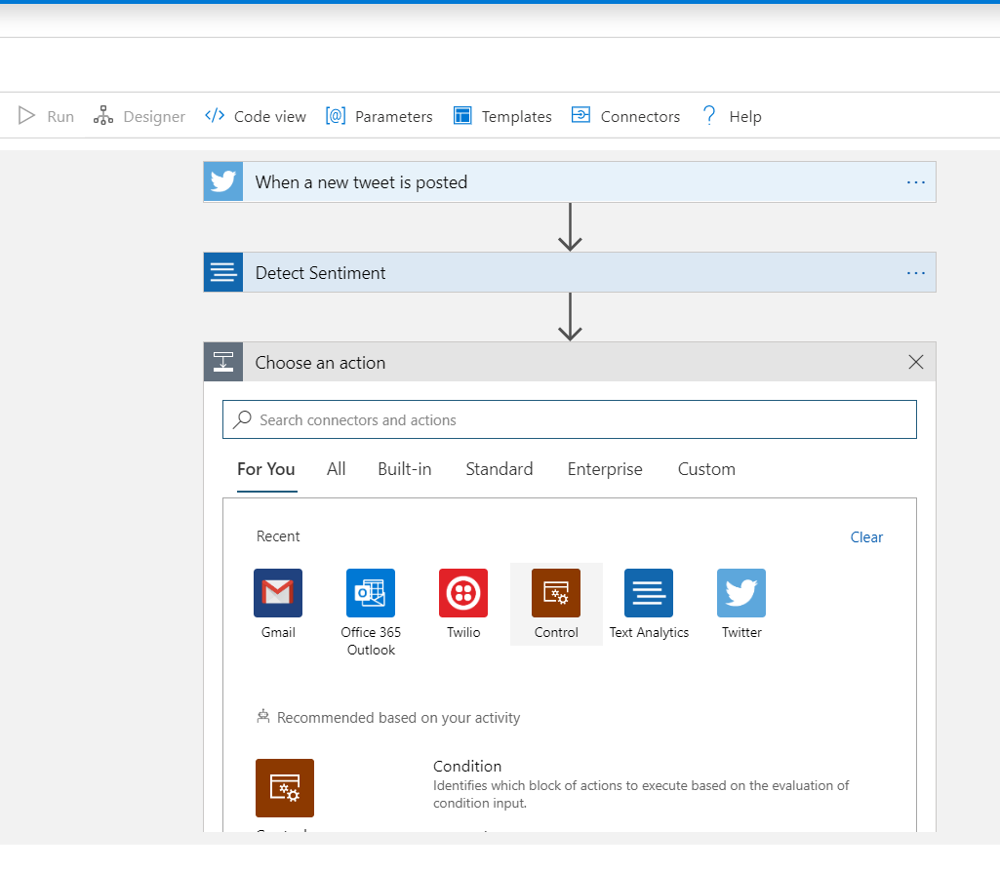 Run Designer Code view Parameters Templates Connectors Help
When a new tweet is posted
Detect Sentiment
Choose an action
Search connectors and actions
For You All Built-in Standard Enterprise Custom
Recent Clear
Gmail Office 365 Outlook Twilio Control Text Analytics Twitter
Recommended based on your activity
Condition
Identifies which block of actions to execute based on the evaluation of
condition input.